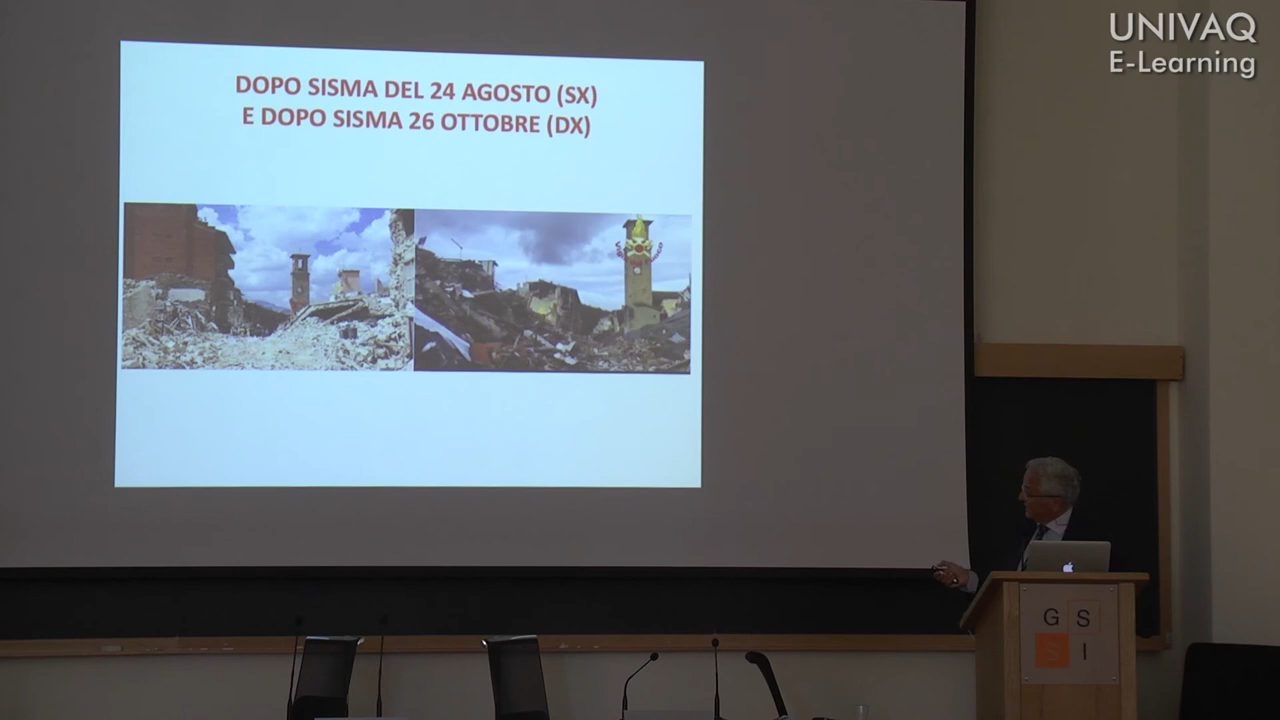 UNIVAQ
E-Learning
DOPO SISMA DEL 24 AGOSTO (SX)
E DOPO SISMA 26 OTTOBRE (DX)
G S
S I